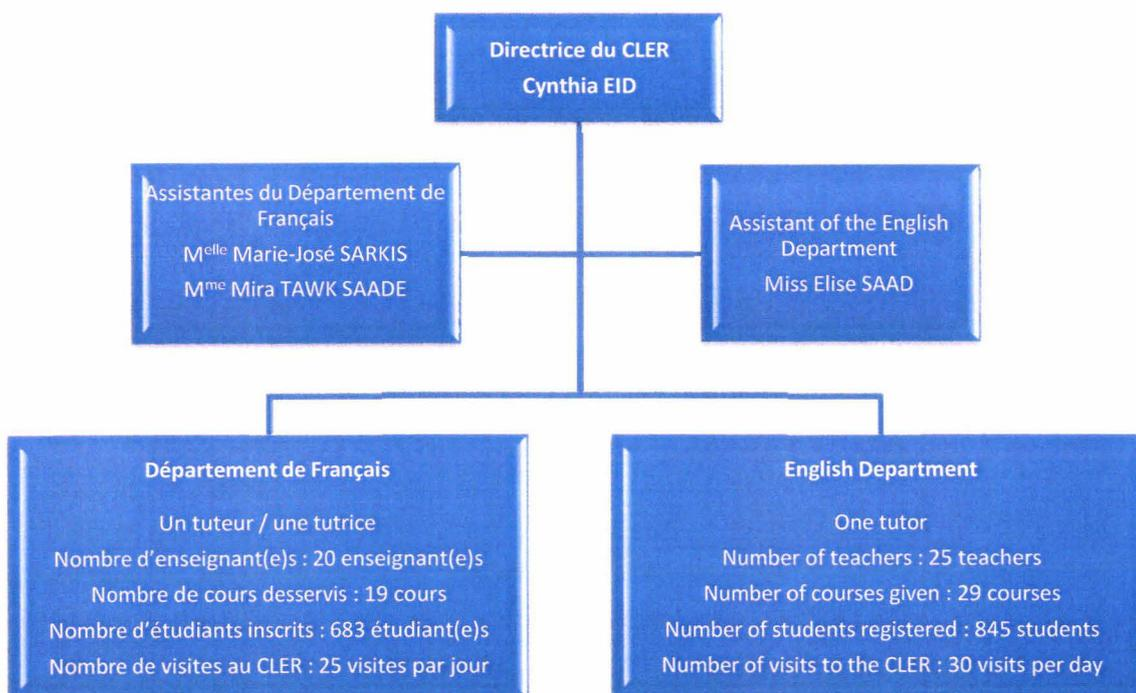 Directrice du CLER
Cynthia EID
Assistantes du Département de
Français
Melle Marie-José SARKIS
Mme Mira TAWK SAADE
Assistant of the English
Department
Miss Elise SAAD
Département de Français
Un tuteur / une tutrice
Nombre d'enseignant(e)s : 20 enseignant(e)s
Nombre de cours desservis : 19 cours
Nombre d'étudiants inscrits : 683 étudiant(e)s
Nombre de visites au CLER : 25 visites par jour
English Department
One tutor
Number of teachers : 25 teachers
Number of courses given : 29 courses
Number of students registered : 845 students
Number of visits to the CLER : 30 visits per day